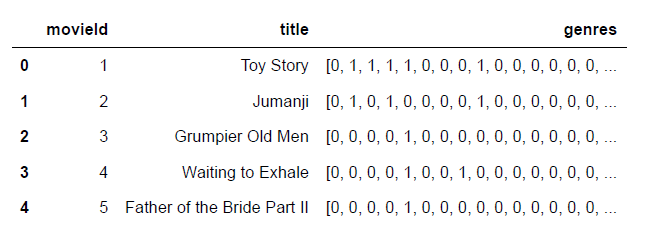 movieId title genres
0 1 Toy Story [0, 1, 1, 1, 1, 0, 0, 0, 1, 0, 0, 0, 0, 0, 0, ...
1 2 Jumanji [0, 1, 0, 1, 0, 0, 0, 0, 1, 0, 0, 0, 0, 0, 0, ...
2 3 Grumpier Old Men [0, 0, 0, 0, 1, 0, 0, 0, 0, 0, 0, 0, 0, 0, 0, ...
3 4 Waiting to Exhale [0, 0, 0, 0, 1, 0, 0, 1, 0, 0, 0, 0, 0, 0, 0, ...
4 5 Father of the Bride Part II [0, 0, 0, 0, 1, 0, 0, 0, 0, 0, 0, 0, 0, 0, 0, ...